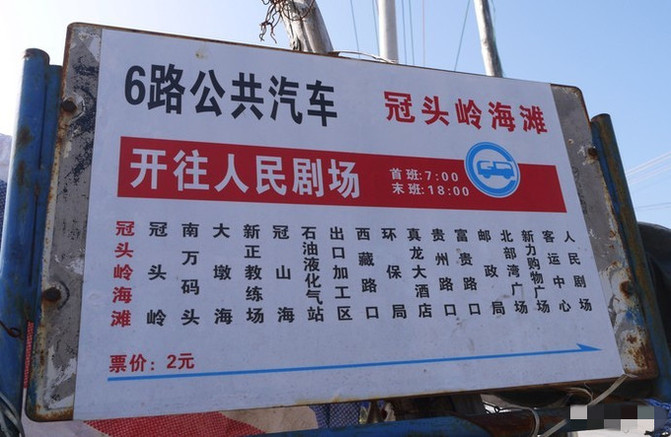 6路公共汽车
冠头岭海滩
开往人民剧场
首班:7:00
末班:18:00
冠头岭海滩
冠头岭
南万码头
大墩海
新正教练场
冠山海
石油液化气站
出口加工区
西藏路口
环保局
真龙大酒店
贵州路口
富贵路口
邮政局
北部湾广场
新力购物广场
客运中心
人民剧场
票价：2元